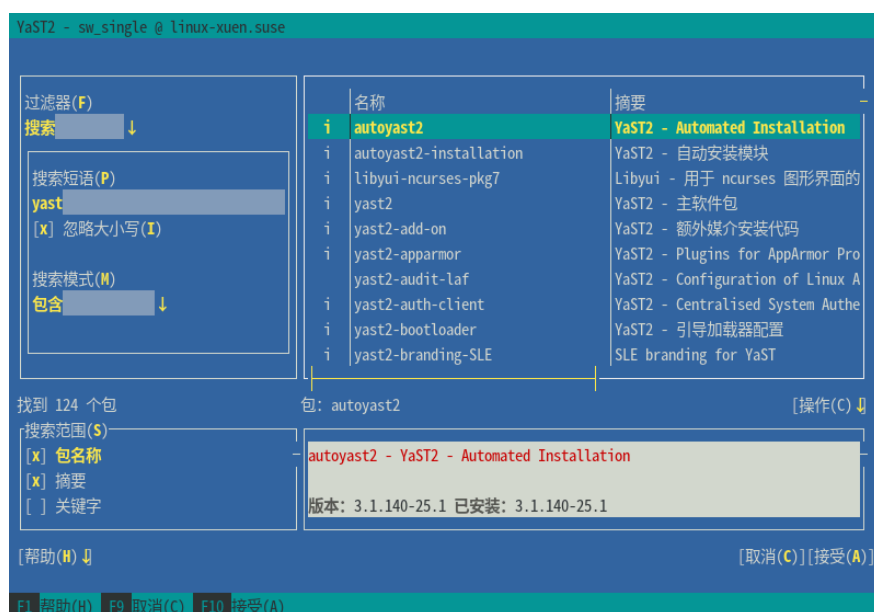 YaST2 - sw_single @ linux-xuen.suse
过滤器(F)
搜索 ↓
搜索短语(P)
yast
[x] 忽略大小写(I)
搜索模式(M)
包含 ↓
名称 摘要
i autoyast2 YaST2 - Automated Installation
i autoyast2-installation YaST2 - 自动安装模块
i libyui-ncurses-pkg7 Libyui - 用于 ncurses 图形界面的
i yast2 YaST2 - 主软件包
i yast2-add-on YaST2 - 额外媒介安装代码
i yast2-apparmor YaST2 - Plugins for AppArmor Pro
yast2-audit-laf YaST2 - Configuration of Linux A
i yast2-auth-client YaST2 - Centralised System Authe
i yast2-bootloader YaST2 - 引导加载器配置
i yast2-branding-SLE SLE branding for YaST
找到 124 个包
包: autoyast2 [操作(C)↓]
搜索范围(S)
[x] 包名称
[x] 摘要
[ ] 关键字
autoyast2 - YaST2 - Automated Installation
版本: 3.1.140-25.1 已安装: 3.1.140-25.1
[帮助(H)↓] [取消(C)][接受(A)]
F1 帮助(H) F9 取消(C) F10 接受(A)